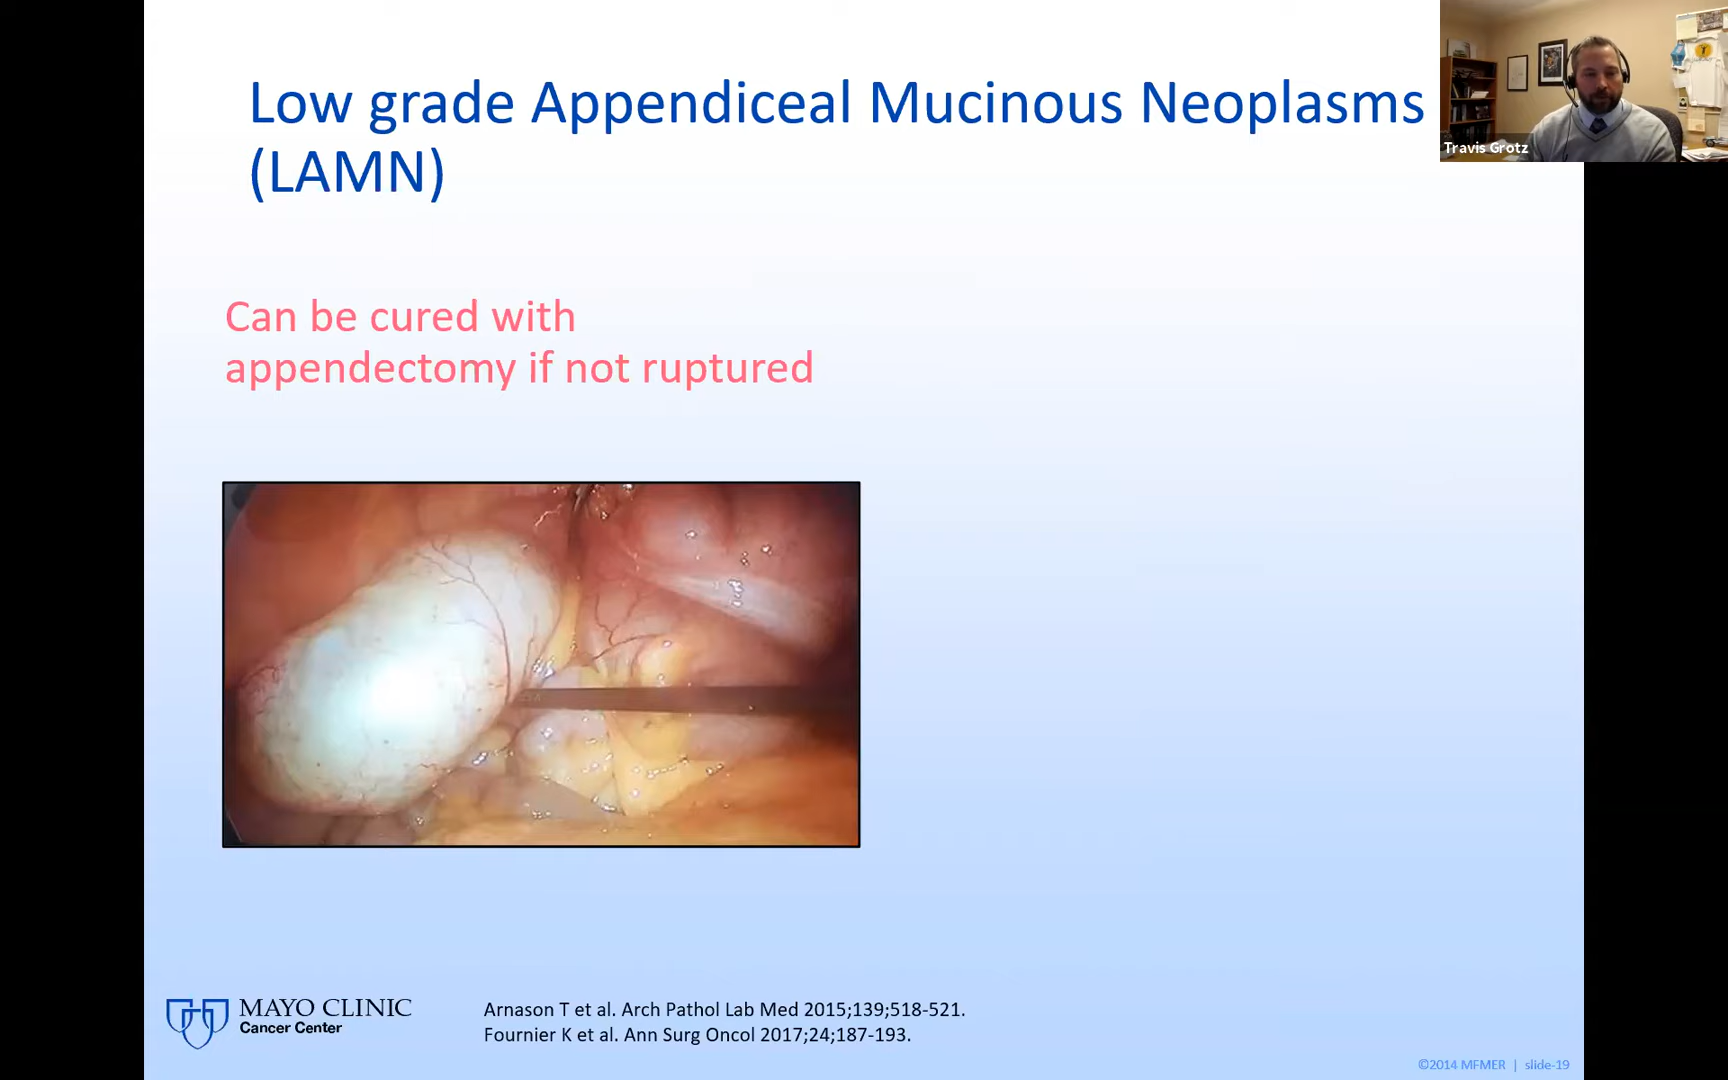 Low grade Appendiceal Mucinous Neoplasms
(LAMN)
Travis Grotz
Can be cured with
appendectomy if not ruptured
MAYO CLINIC
Cancer Center
Arnason T et al. Arch Pathol Lab Med 2015;139;518-521.
Fournier K et al. Ann Surg Oncol 2017;24;187-193.
©2014 MFMER | slide-19